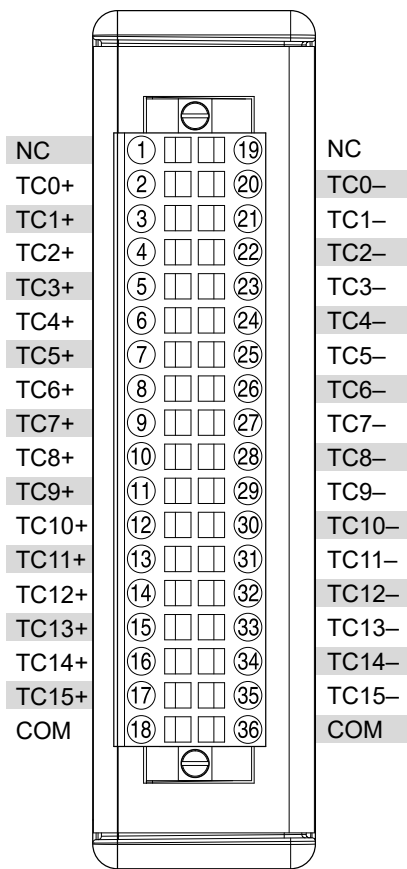 NC 1 19 NC
TC0+ 2 20 TC0–
TC1+ 3 21 TC1–
TC2+ 4 22 TC2–
TC3+ 5 23 TC3–
TC4+ 6 24 TC4–
TC5+ 7 25 TC5–
TC6+ 8 26 TC6–
TC7+ 9 27 TC7–
TC8+ 10 28 TC8–
TC9+ 11 29 TC9–
TC10+ 12 30 TC10–
TC11+ 13 31 TC11–
TC12+ 14 32 TC12–
TC13+ 15 33 TC13–
TC14+ 16 34 TC14–
TC15+ 17 35 TC15–
COM 18 36 COM